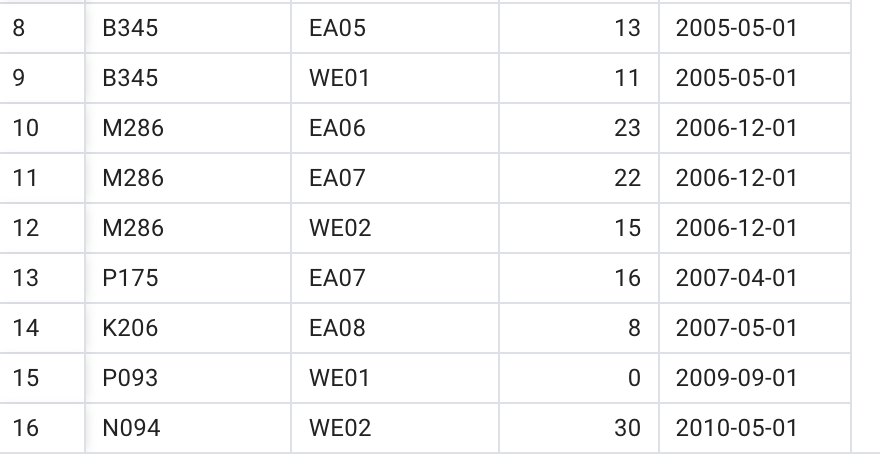 8 B345 EA05 13 2005-05-01
9 B345 WE01 11 2005-05-01
10 M286 EA06 23 2006-12-01
11 M286 EA07 22 2006-12-01
12 M286 WE02 15 2006-12-01
13 P175 EA07 16 2007-04-01
14 K206 EA08 8 2007-05-01
15 P093 WE01 0 2009-09-01
16 N094 WE02 30 2010-05-01